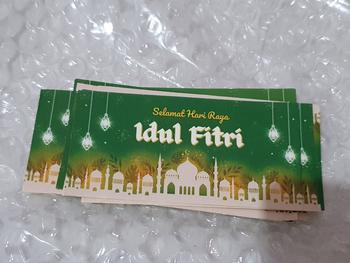 Selamat Hari Raya
Idul Fitri